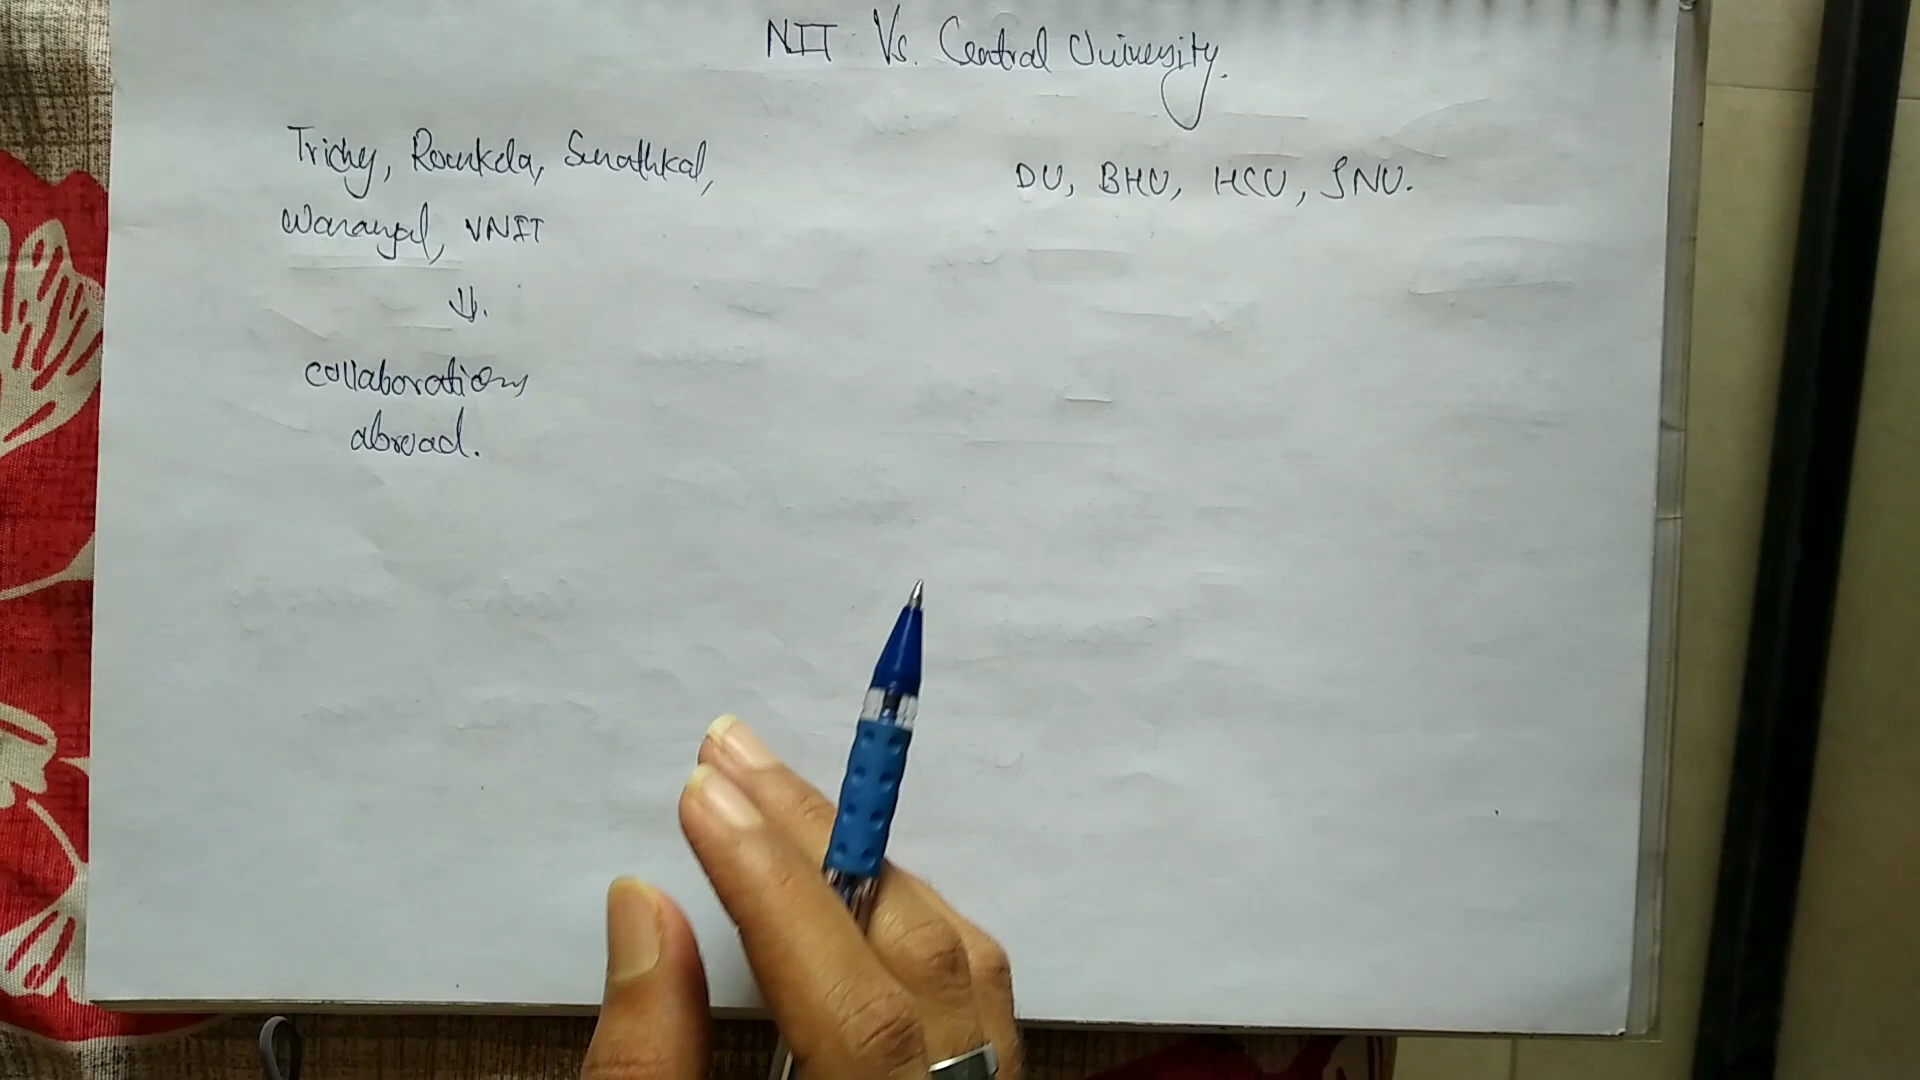 NIT Vs. Central University.
Trichy, Rourkela, Surathkal,
Warangal, VNIT
DU, BHU, HCU, JNU.
collaborations
abroad.